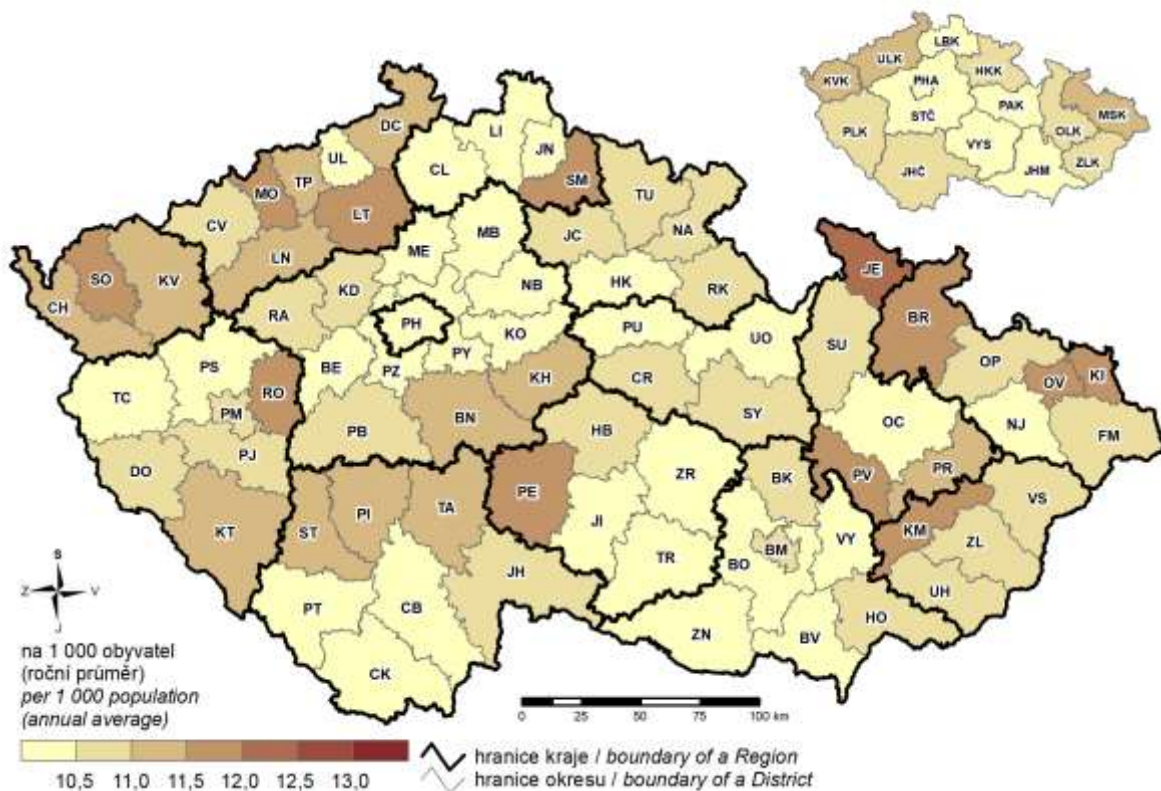 LBK
ULK
KVK
HKK
PHA
STČ
PAK
MSK
PLK
OLK
VYS
ZLK
JHČ
JHM
DC
LI
UL
JN
CL
TP
MO
SM
LT
TU
CV
MB
JC
NA
ME
LN
SO
KV
JE
KD
NB
HK
RK
CH
BR
RA
PH
PU
KO
UO
SU
PS
BE
PZ
PY
OP
OV
KI
TC
RO
KH
CR
PM
BN
SY
OC
NJ
FM
PB
HB
DO
PJ
ZR
PV
PR
BK
VS
PE
KT
ST
PI
TA
JI
KM
ZL
BM
VY
BO
TR
JH
UH
PT
CB
HO
ZN
BV
CK
S
Z V
J
na 1 000 obyvatel
(roční průměr)
per 1 000 population
(annual average)
10,5 11,0 11,5 12,0 12,5 13,0
0 25 50 75 100 km
hranice kraje / boundary of a Region
hranice okresu / boundary of a District